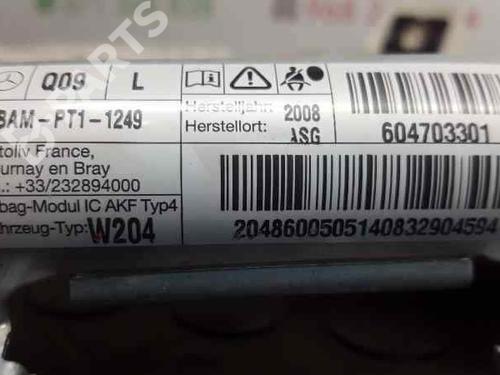 PARTS
Q09 L
BAM-PT1-1249
Herstelljahr: 2008
Herstellort: ASG
604703301
toliv France,
urnay en Bray
.: +33/232894000
bag-Modul IC AKF Typ4
hrzeug-Typ: W204
2048600505140832904594